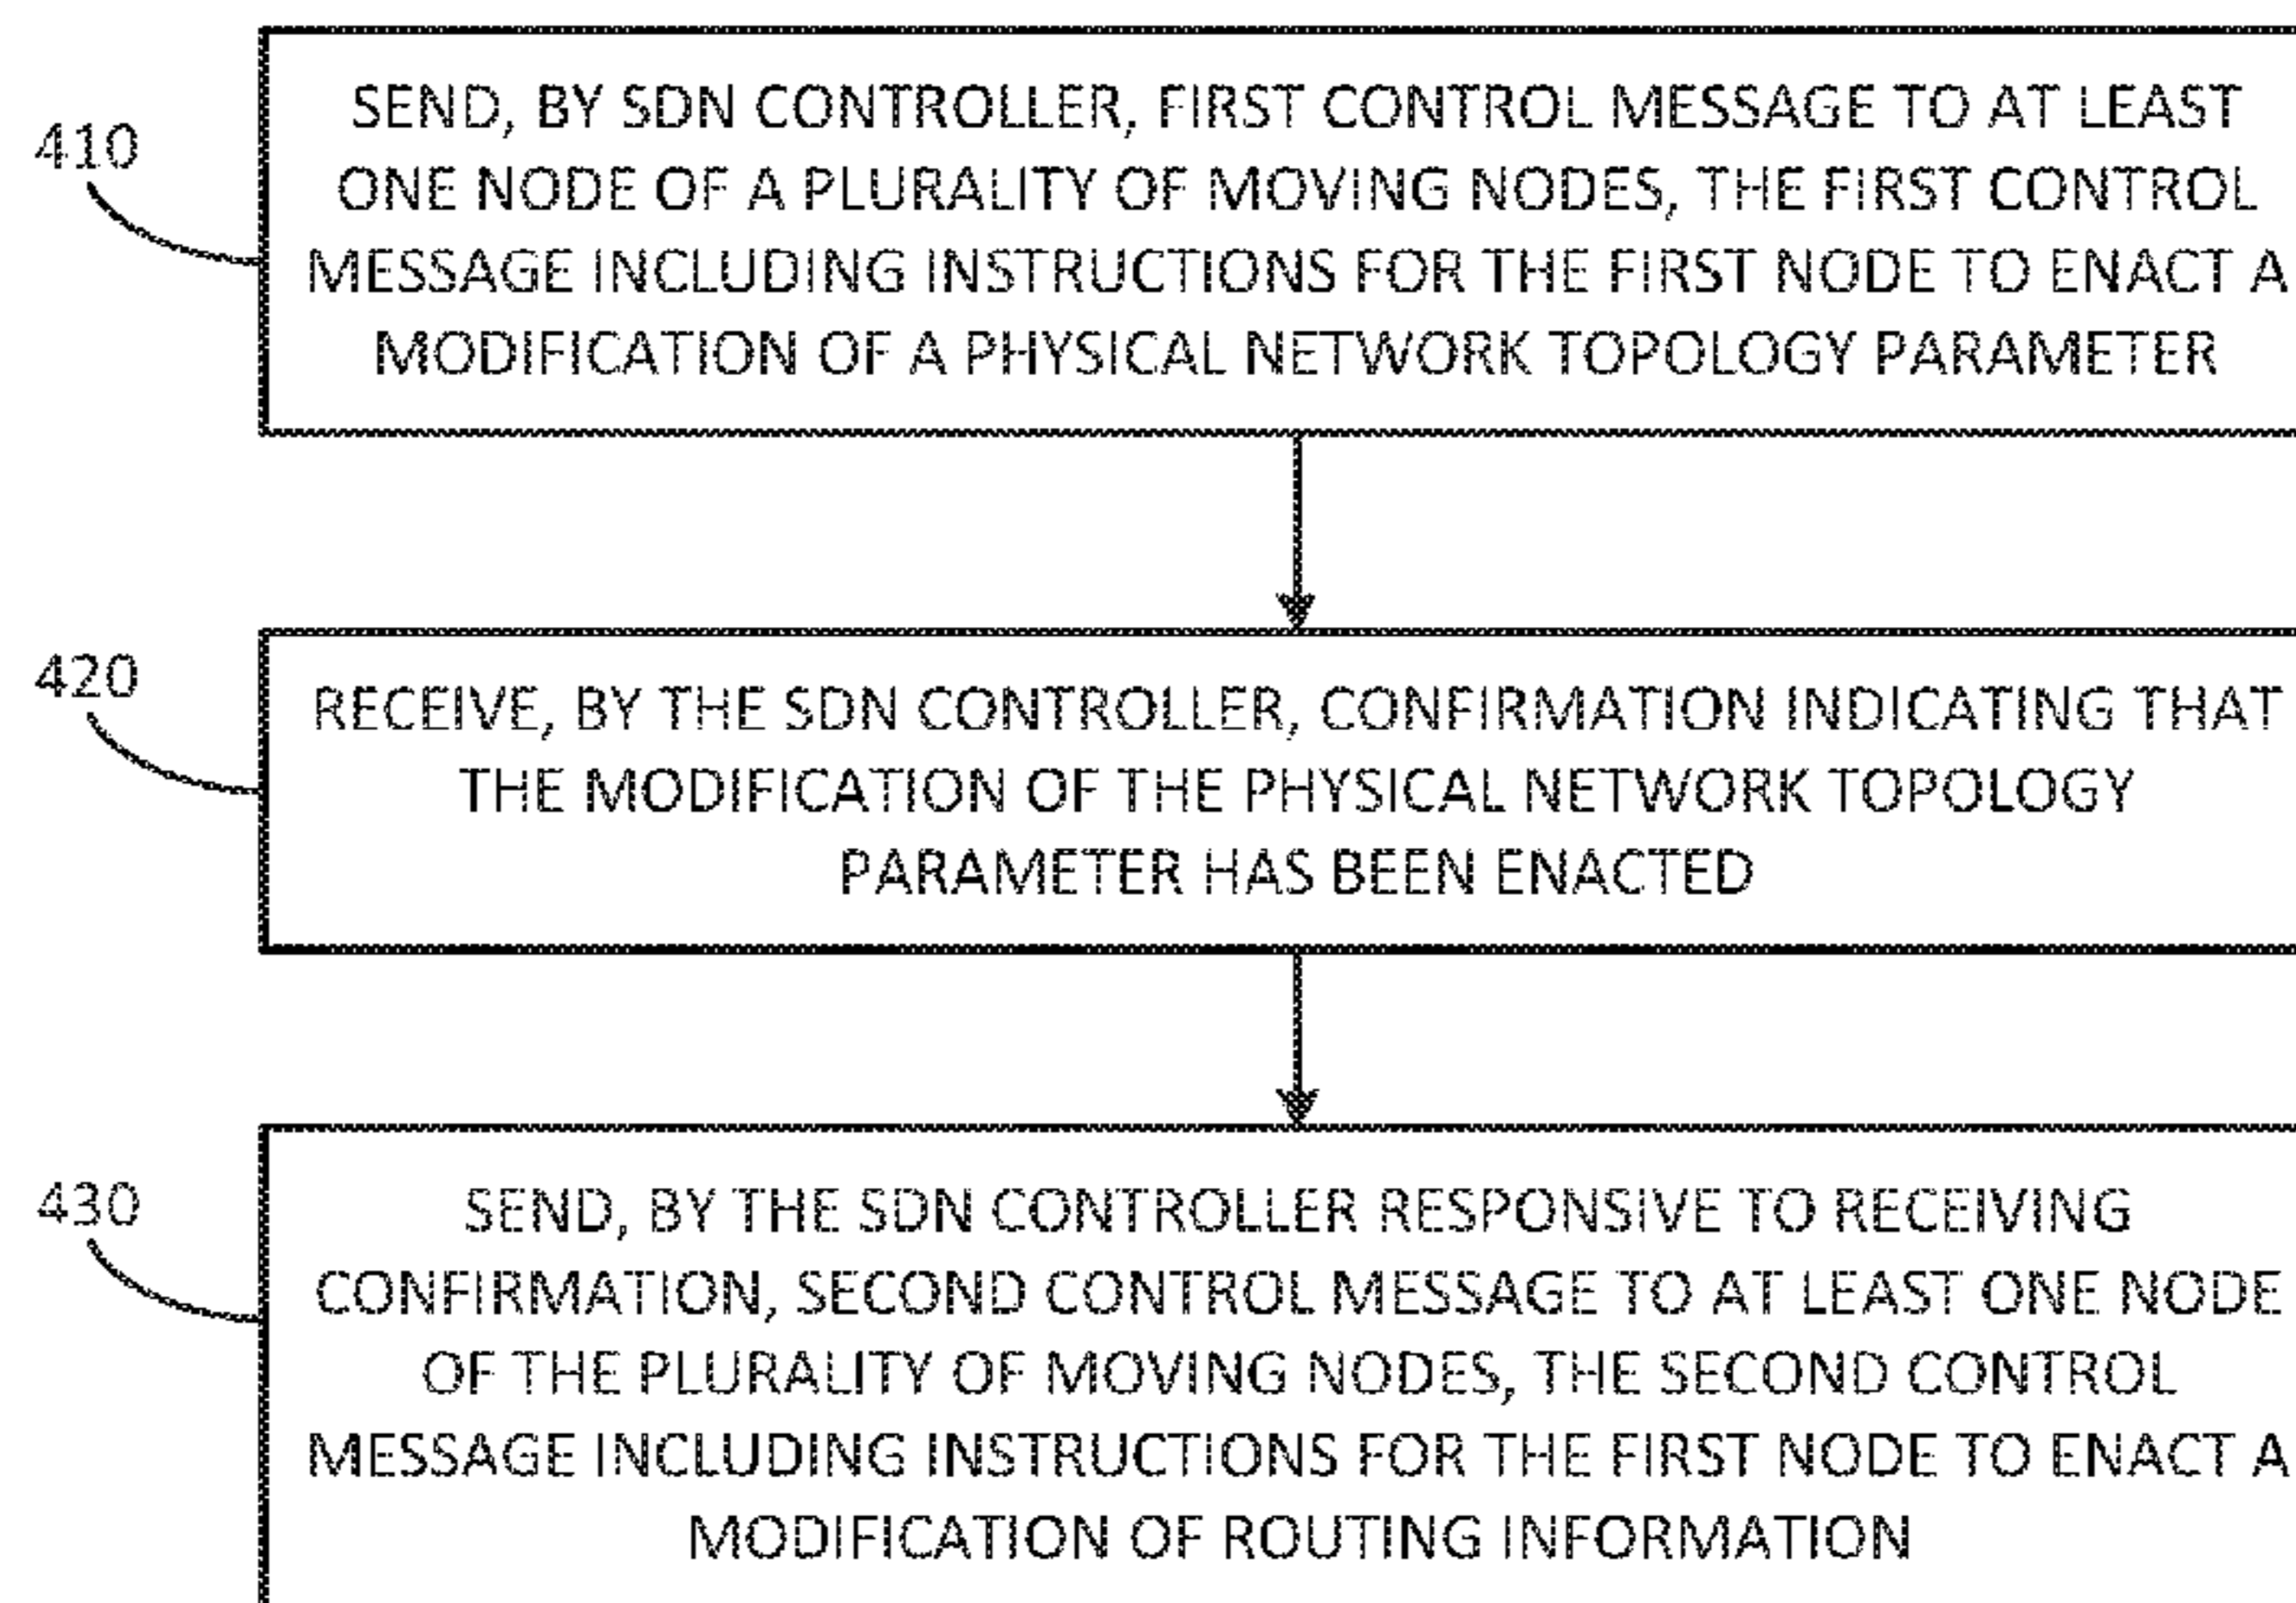 410
SEND, BY SDN CONTROLLER, FIRST CONTROL MESSAGE TO AT LEAST
ONE NODE OF A PLURALITY OF MOVING NODES, THE FIRST CONTROL
MESSAGE INCLUDING INSTRUCTIONS FOR THE FIRST NODE TO ENACT A
MODIFICATION OF A PHYSICAL NETWORK TOPOLOGY PARAMETER
420
RECEIVE, BY THE SDN CONTROLLER, CONFIRMATION INDICATING THAT
THE MODIFICATION OF THE PHYSICAL NETWORK TOPOLOGY
PARAMETER HAS BEEN ENACTED
430
SEND, BY THE SDN CONTROLLER RESPONSIVE TO RECEIVING
CONFIRMATION, SECOND CONTROL MESSAGE TO AT LEAST ONE NODE
OF THE PLURALITY OF MOVING NODES, THE SECOND CONTROL
MESSAGE INCLUDING INSTRUCTIONS FOR THE FIRST NODE TO ENACT A
MODIFICATION OF ROUTING INFORMATION